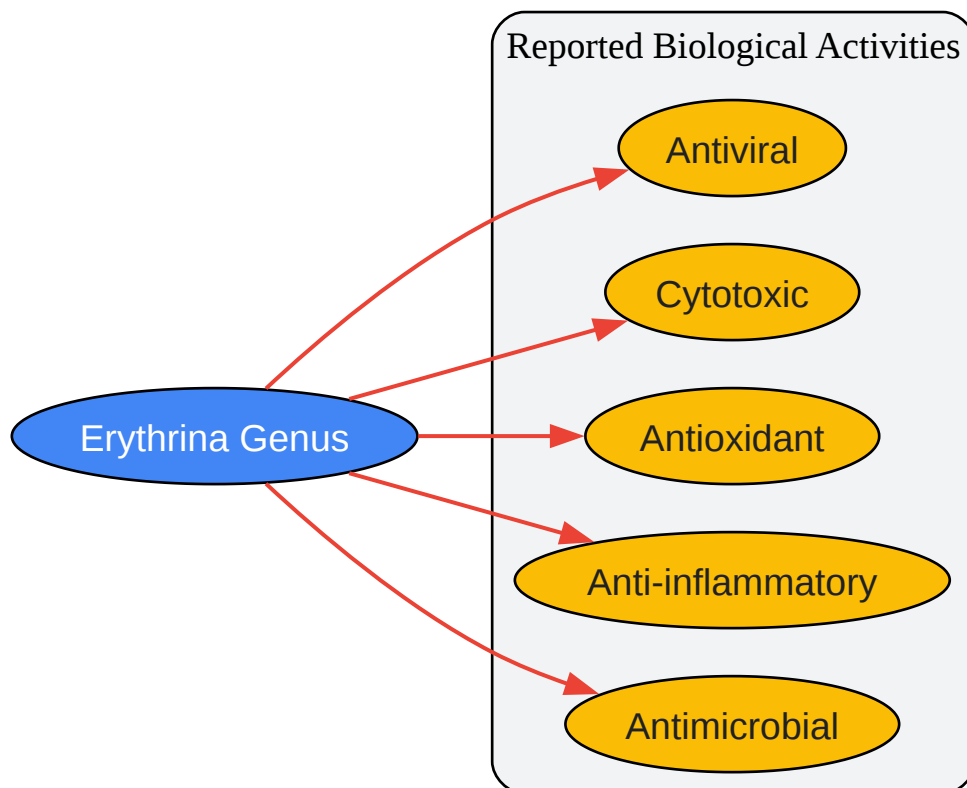 Reported Biological Activities
Antiviral
Cytotoxic
Erythrina Genus
Antioxidant
Anti-inflammatory
Antimicrobial